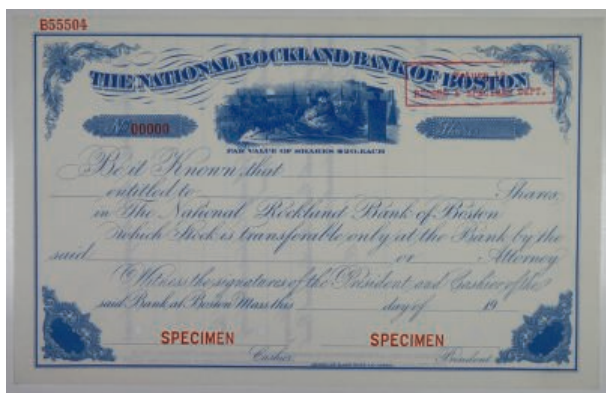 B55504
THE NATIONAL ROCKLAND BANK OF BOSTON
No 00000
Shares
PAR VALUE OF SHARES $20. EACH
Be it Known, that
entitled to Shares
in The National Rockland Bank of Boston
which Stock is transferable only at the Bank by the
said or Attorney
Witness the signatures of the President and Cashier of the
said Bank at Boston Mass this day of 19
SPECIMEN SPECIMEN
Cashier. President